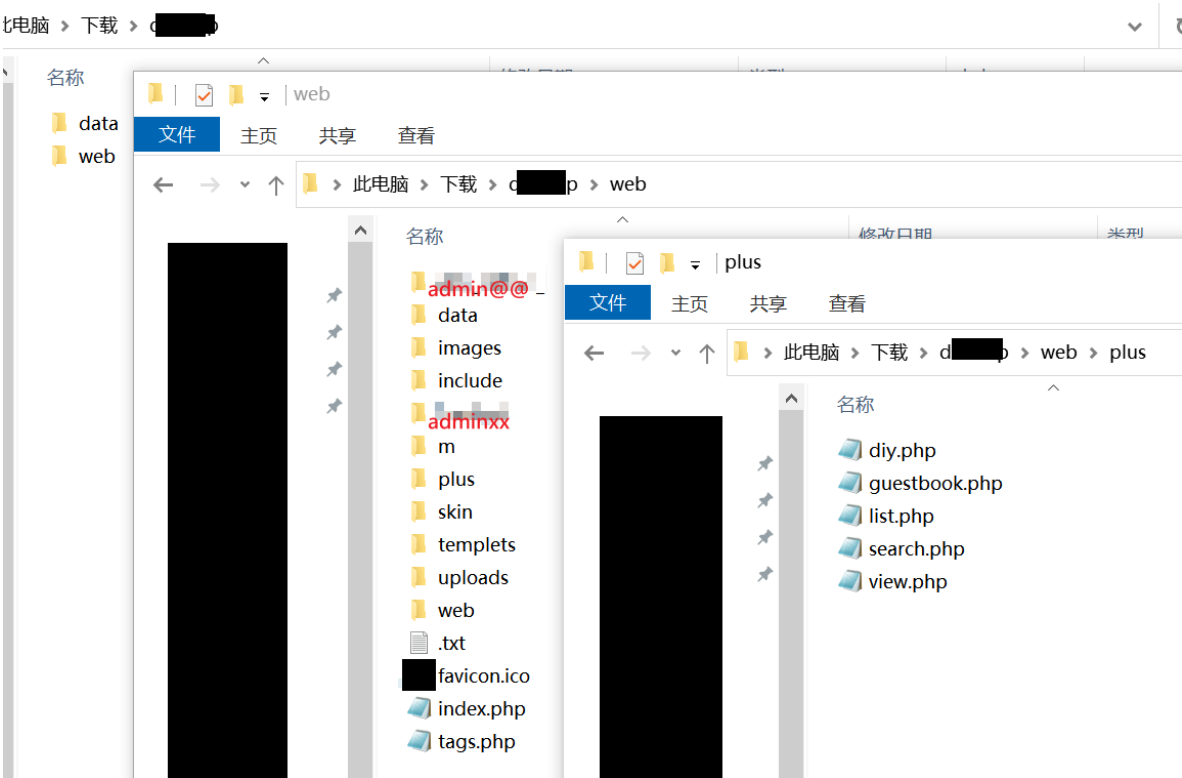 此电脑 > 下载 > d p
名称
data
web
web
文件 主页 共享 查看
此电脑 > 下载 > d p > web
名称
修改日期
类型
admin@@ _
data
images
include
adminxx
m
plus
skin
templets
uploads
web
.txt
favicon.ico
index.php
tags.php
plus
文件 主页 共享 查看
此电脑 > 下载 > d p > web > plus
名称
diy.php
guestbook.php
list.php
search.php
view.php